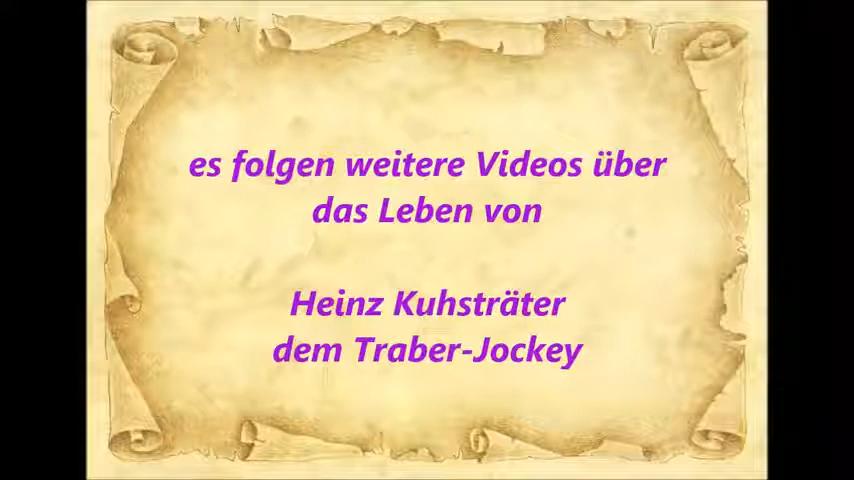 es folgen weitere Videos über
das Leben von
Heinz Kuhsträter
dem Traber-Jockey